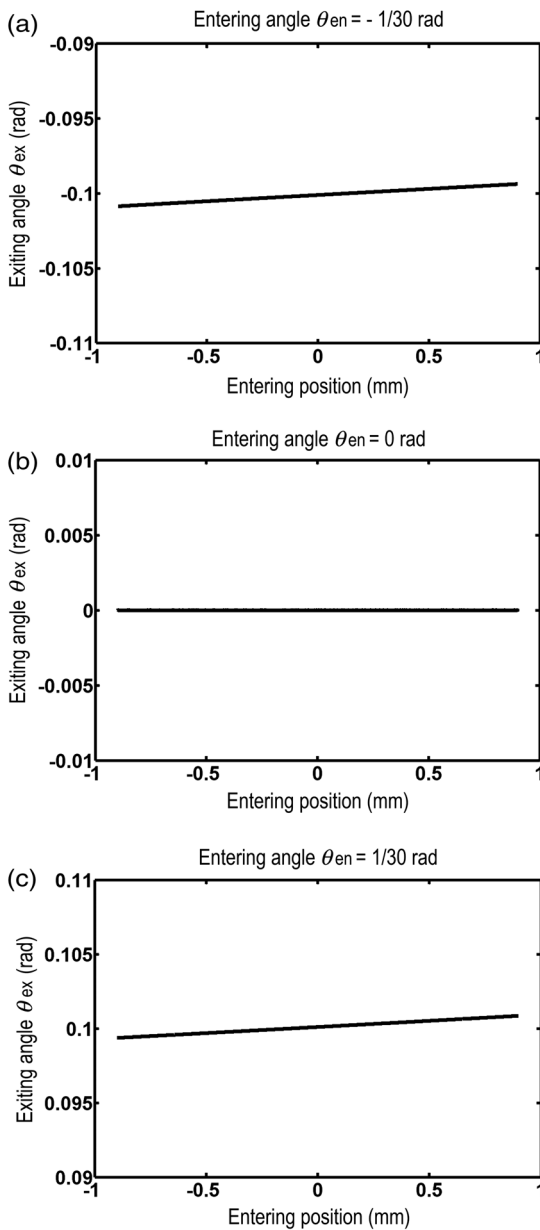 (a)
Entering angle θen = - 1/30 rad
Exiting angle θex (rad)
-0.09
-0.095
-0.1
-0.105
-0.11
-1 -0.5 0 0.5 1
Entering position (mm)
(b)
Entering angle θen = 0 rad
Exiting angle θex (rad)
0.01
0.005
0
-0.005
-0.01
-1 -0.5 0 0.5 1
Entering position (mm)
(c)
Entering angle θen = 1/30 rad
Exiting angle θex (rad)
0.11
0.105
0.1
0.095
0.09
-1 -0.5 0 0.5 1
Entering position (mm)